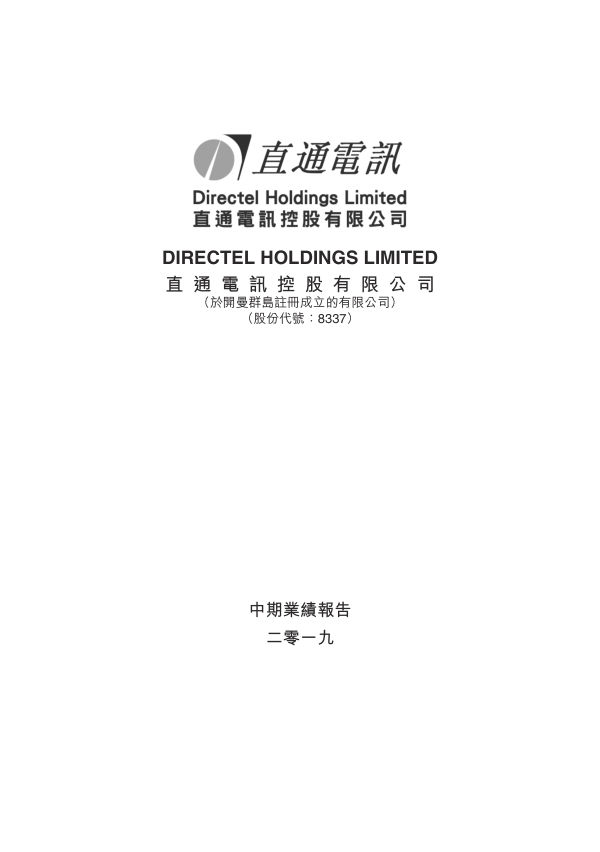 直通電訊
Directel Holdings Limited
直通電訊控股有限公司
DIRECTEL HOLDINGS LIMITED
直通電訊控股有限公司
（於開曼群島註冊成立的有限公司）
（股份代號：8337）
中期業績報告
二零一九